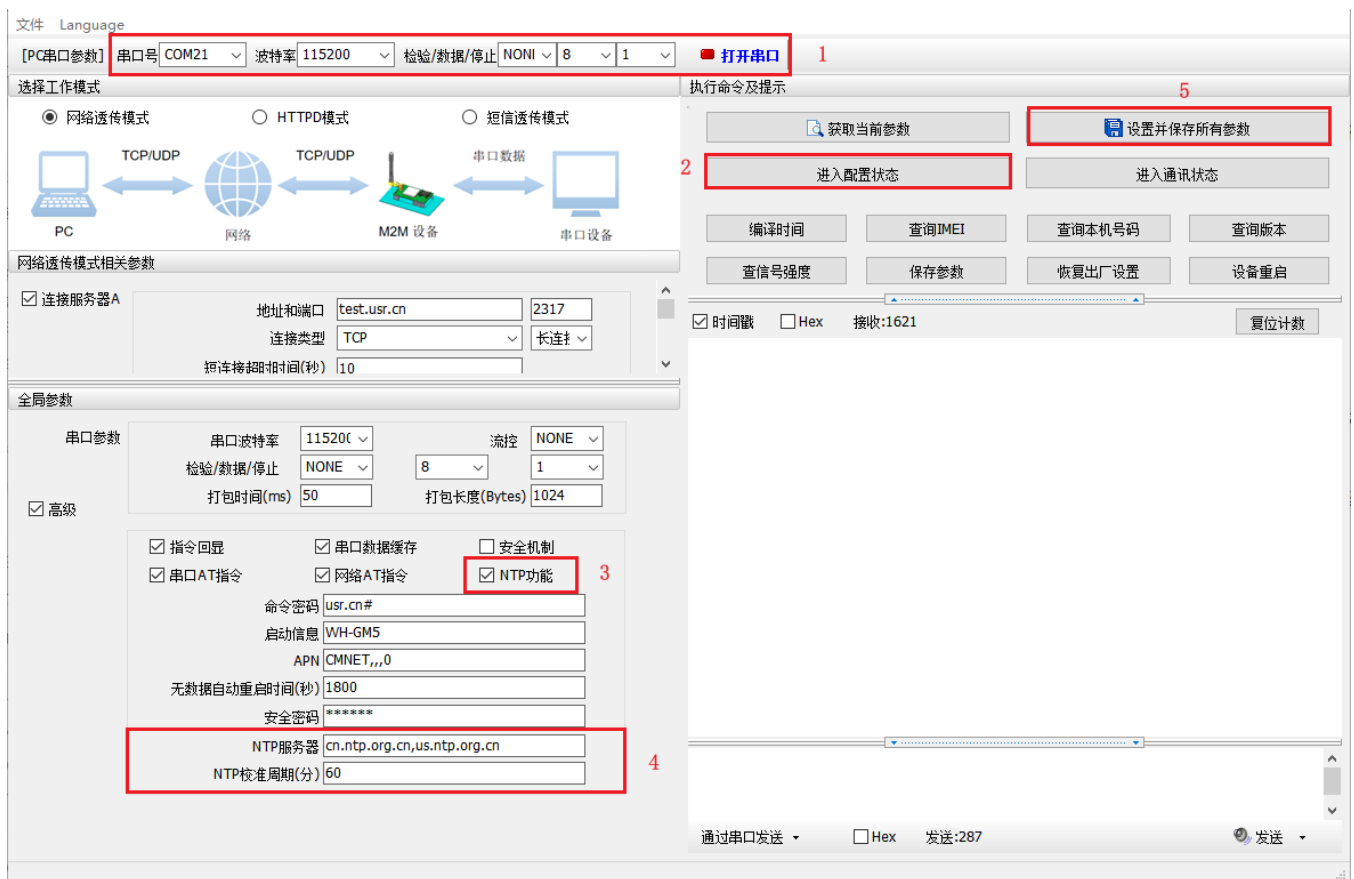 文件 Language
[PC串口参数] 串口号 COM21 波特率 115200 检验/数据/停止 NONI 8 1 打开串口 1
选择工作模式
网络透传模式 HTTPD模式 短信透传模式
TCP/UDP TCP/UDP 串口数据
PC 网络 M2M 设备 串口设备
网络透传模式相关参数
连接服务器A
地址和端口 test.usr.cn 2317
连接类型 TCP 长连接
短连接超时时间(秒) 10
全局参数
串口参数
串口波特率 115200 流控 NONE
检验/数据/停止 NONE 8 1
打包时间(ms) 50 打包长度(Bytes) 1024
高级
指令回显 串口数据缓存 安全机制
串口AT指令 网络AT指令 NTP功能 3
命令密码 usr.cn#
启动信息 WH-GM5
APN CMNET,,,0
无数据自动重启时间(秒) 1800
安全密码 ******
NTP服务器 cn.ntp.org.cn,us.ntp.org.cn
NTP校准周期(分) 60
4
执行命令及提示
5
获取当前参数 设置并保存所有参数
2 进入配置状态 进入通讯状态
编译时间 查询IMEI 查询本机号码 查询版本
查信号强度 保存参数 恢复出厂设置 设备重启
时间戳 Hex 接收:1621 复位计数
通过串口发送 Hex 发送:287 发送